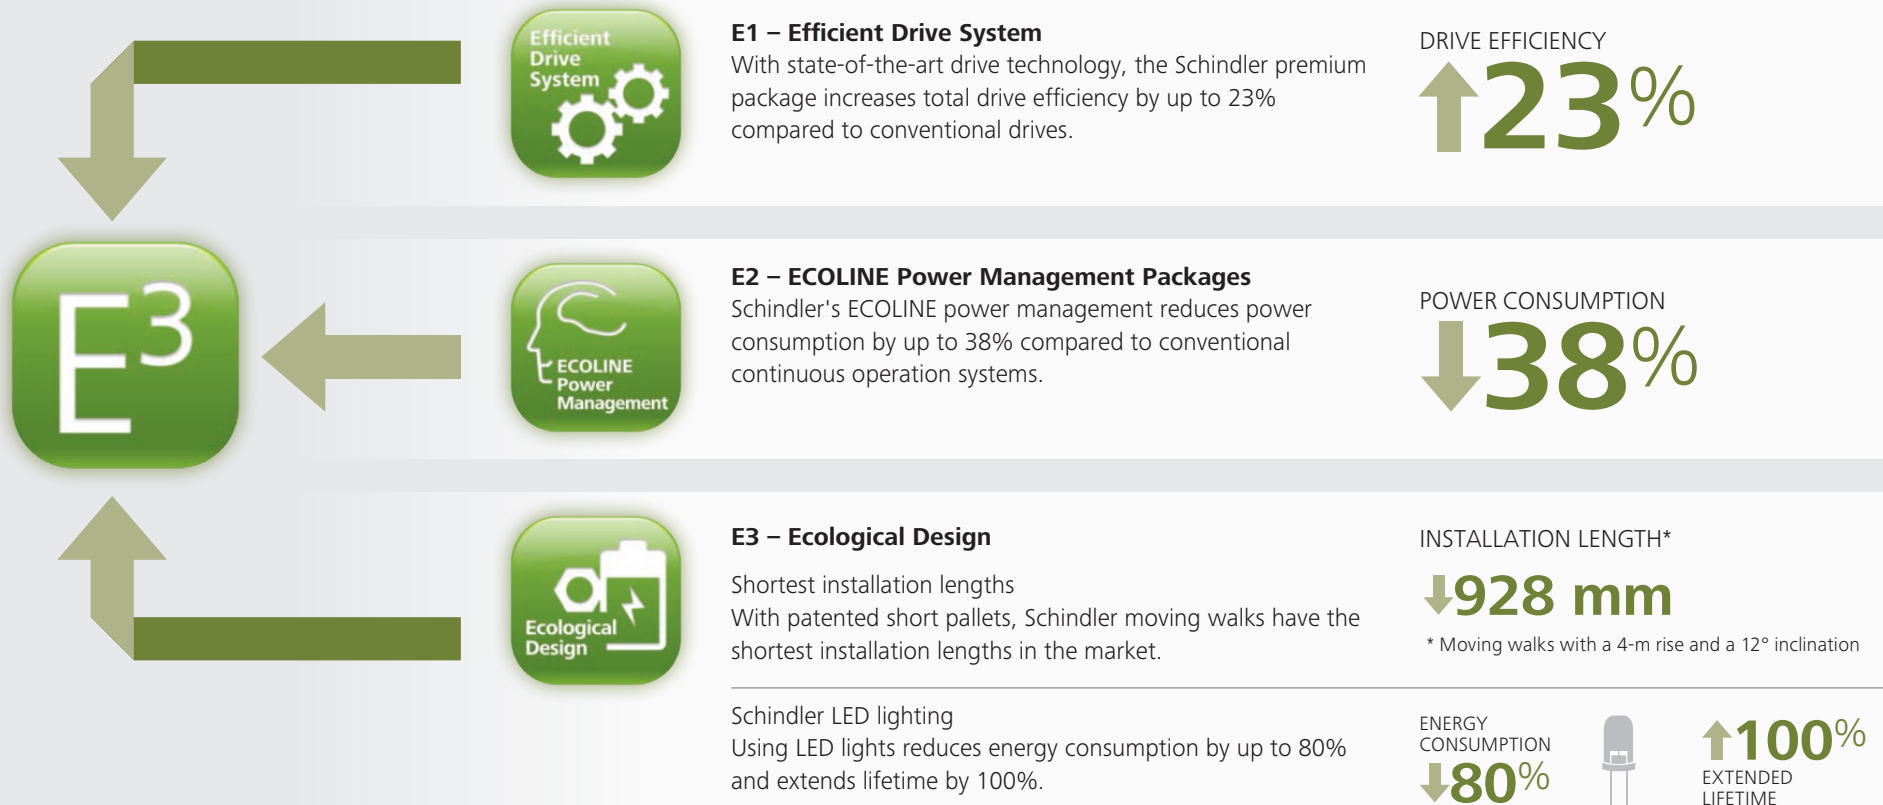 Efficient
Drive
System
E1 – Efficient Drive System
With state-of-the-art drive technology, the Schindler premium
package increases total drive efficiency by up to 23%
compared to conventional drives.
DRIVE EFFICIENCY
23%
E³
ECOLINE
Power
Management
E2 – ECOLINE Power Management Packages
Schindler's ECOLINE power management reduces power
consumption by up to 38% compared to conventional
continuous operation systems.
POWER CONSUMPTION
38%
Ecological
Design
E3 – Ecological Design
Shortest installation lengths
With patented short pallets, Schindler moving walks have the
shortest installation lengths in the market.
INSTALLATION LENGTH*
928 mm
* Moving walks with a 4-m rise and a 12° inclination
Schindler LED lighting
Using LED lights reduces energy consumption by up to 80%
and extends lifetime by 100%.
ENERGY
CONSUMPTION
80%
100%
EXTENDED
LIFETIME